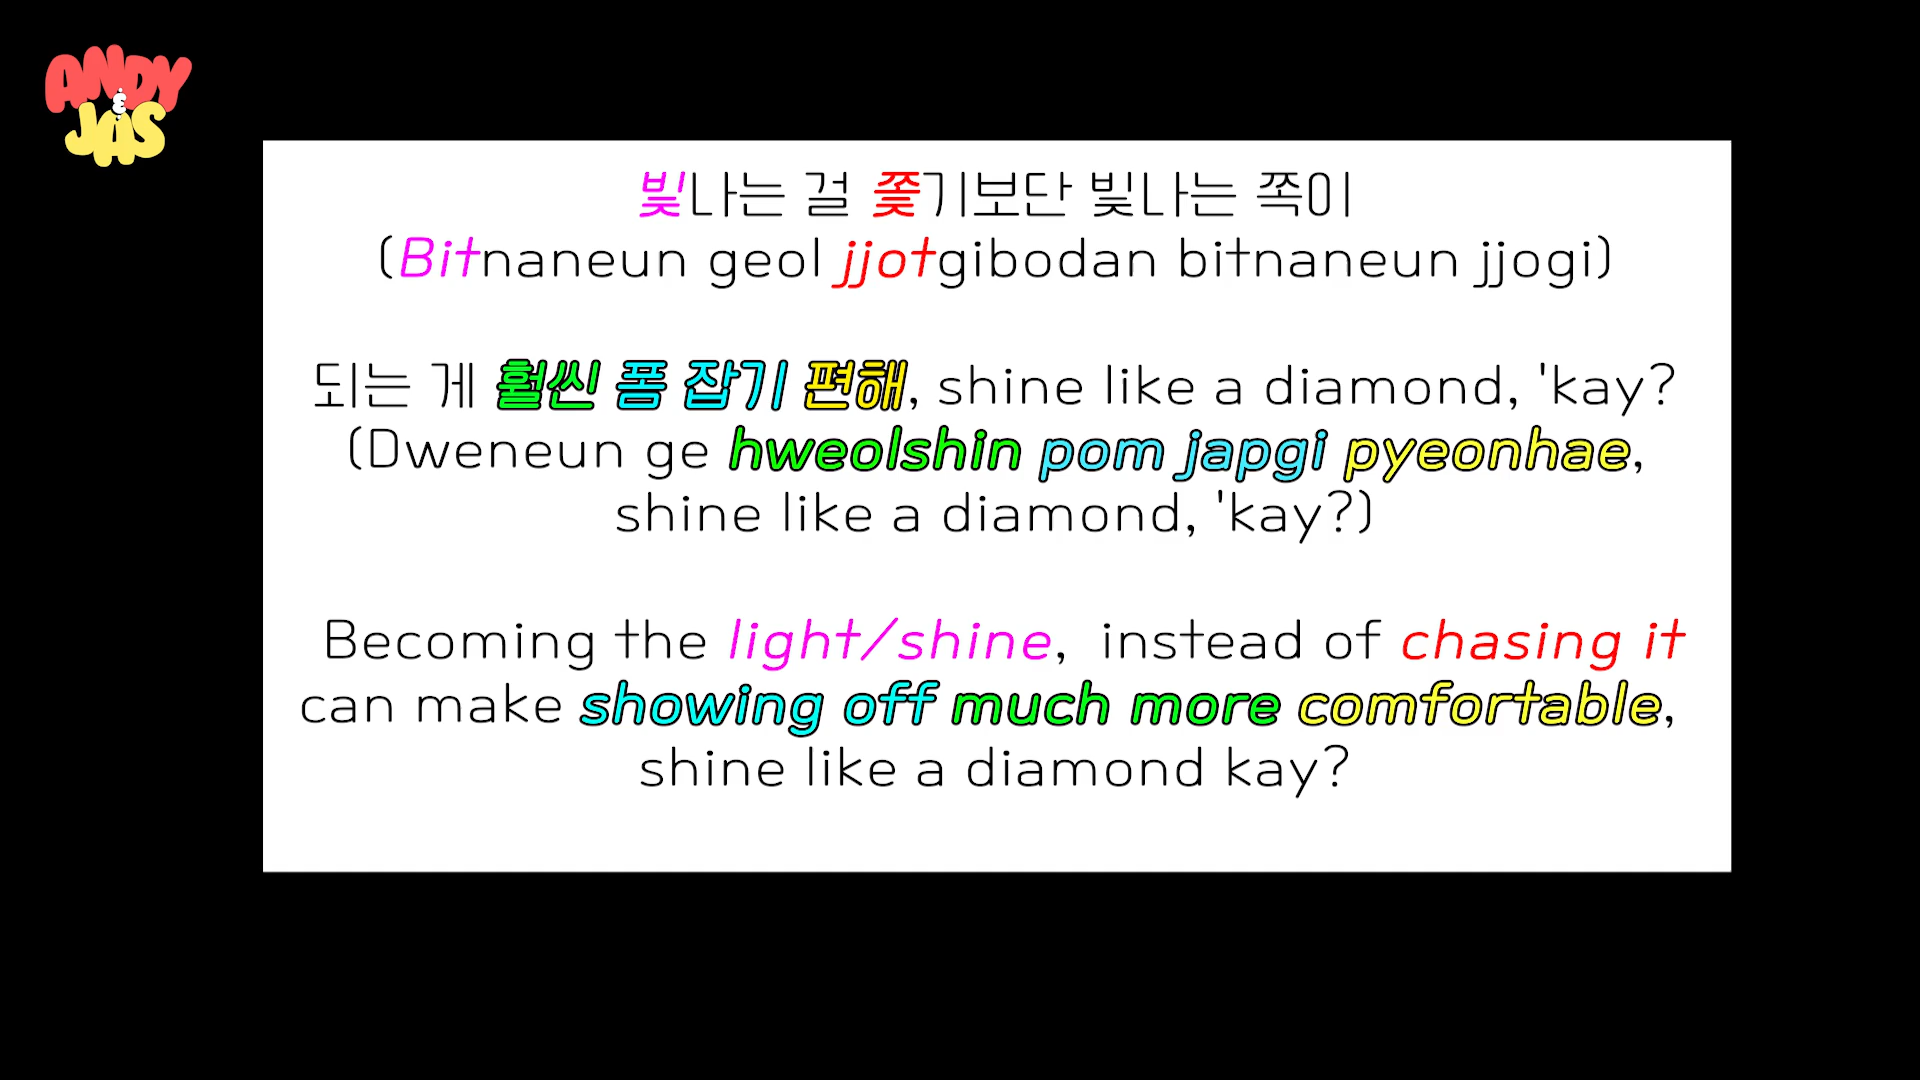 ANDY
&
JAS
빛나는 걸 쫓기보단 빛나는 쪽이
(Bitnaneun geol jjotgibodan bitnaneun jjogi)
되는 게 훨씬 폼 잡기 편해, shine like a diamond, 'kay?
(Dweneun ge hweolshin pom japgi pyeonhae,
shine like a diamond, 'kay?)
Becoming the light/shine, instead of chasing it
can make showing off much more comfortable,
shine like a diamond kay?